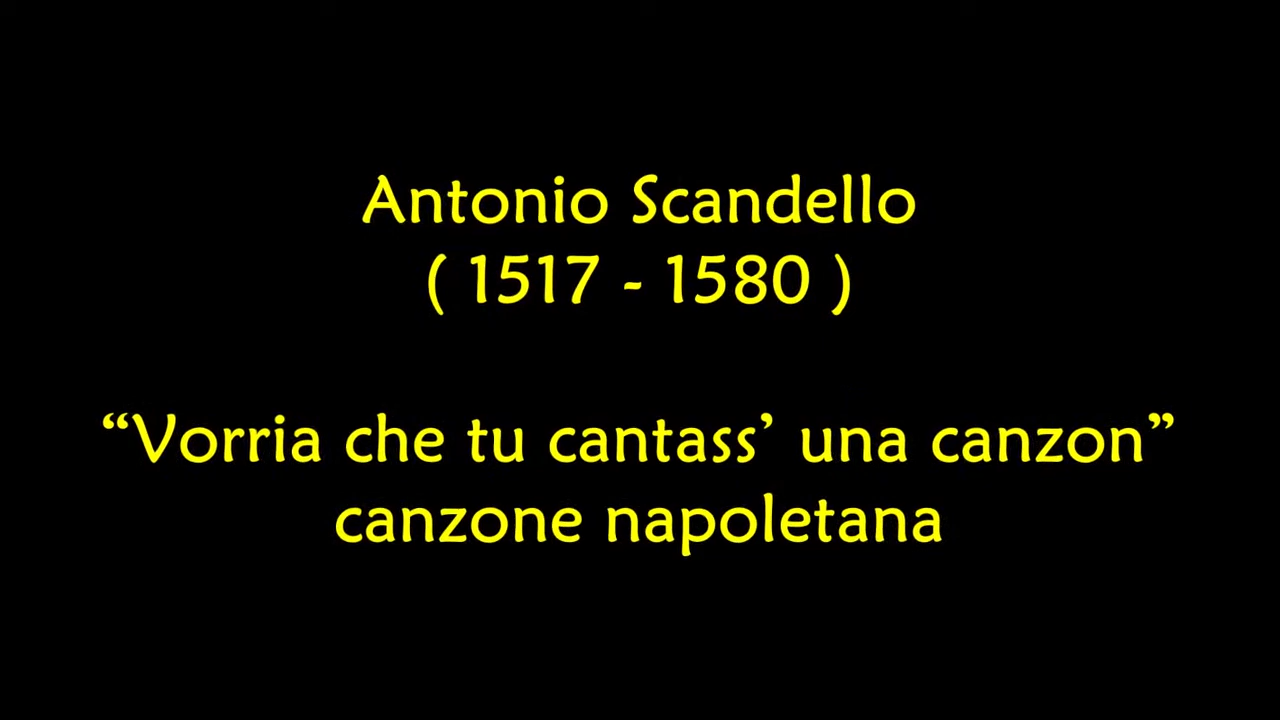 Antonio Scandello
( 1517 - 1580 )
“Vorria che tu cantass’ una canzon”
canzone napoletana